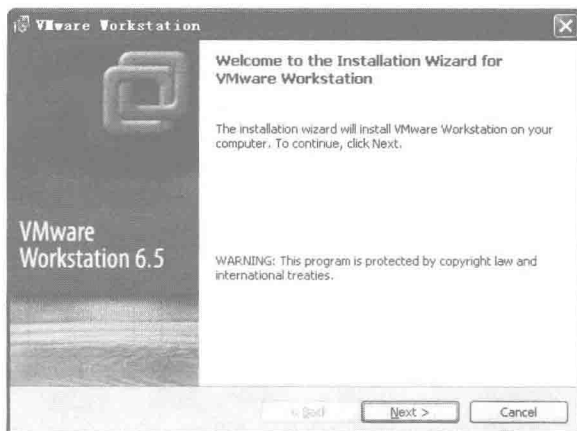 VMware Workstation
Welcome to the Installation Wizard for
VMware Workstation
The installation wizard will install VMware Workstation on your
computer. To continue, click Next.
VMware
Workstation 6.5
WARNING: This program is protected by copyright law and
international treaties.
< Back
Next >
Cancel